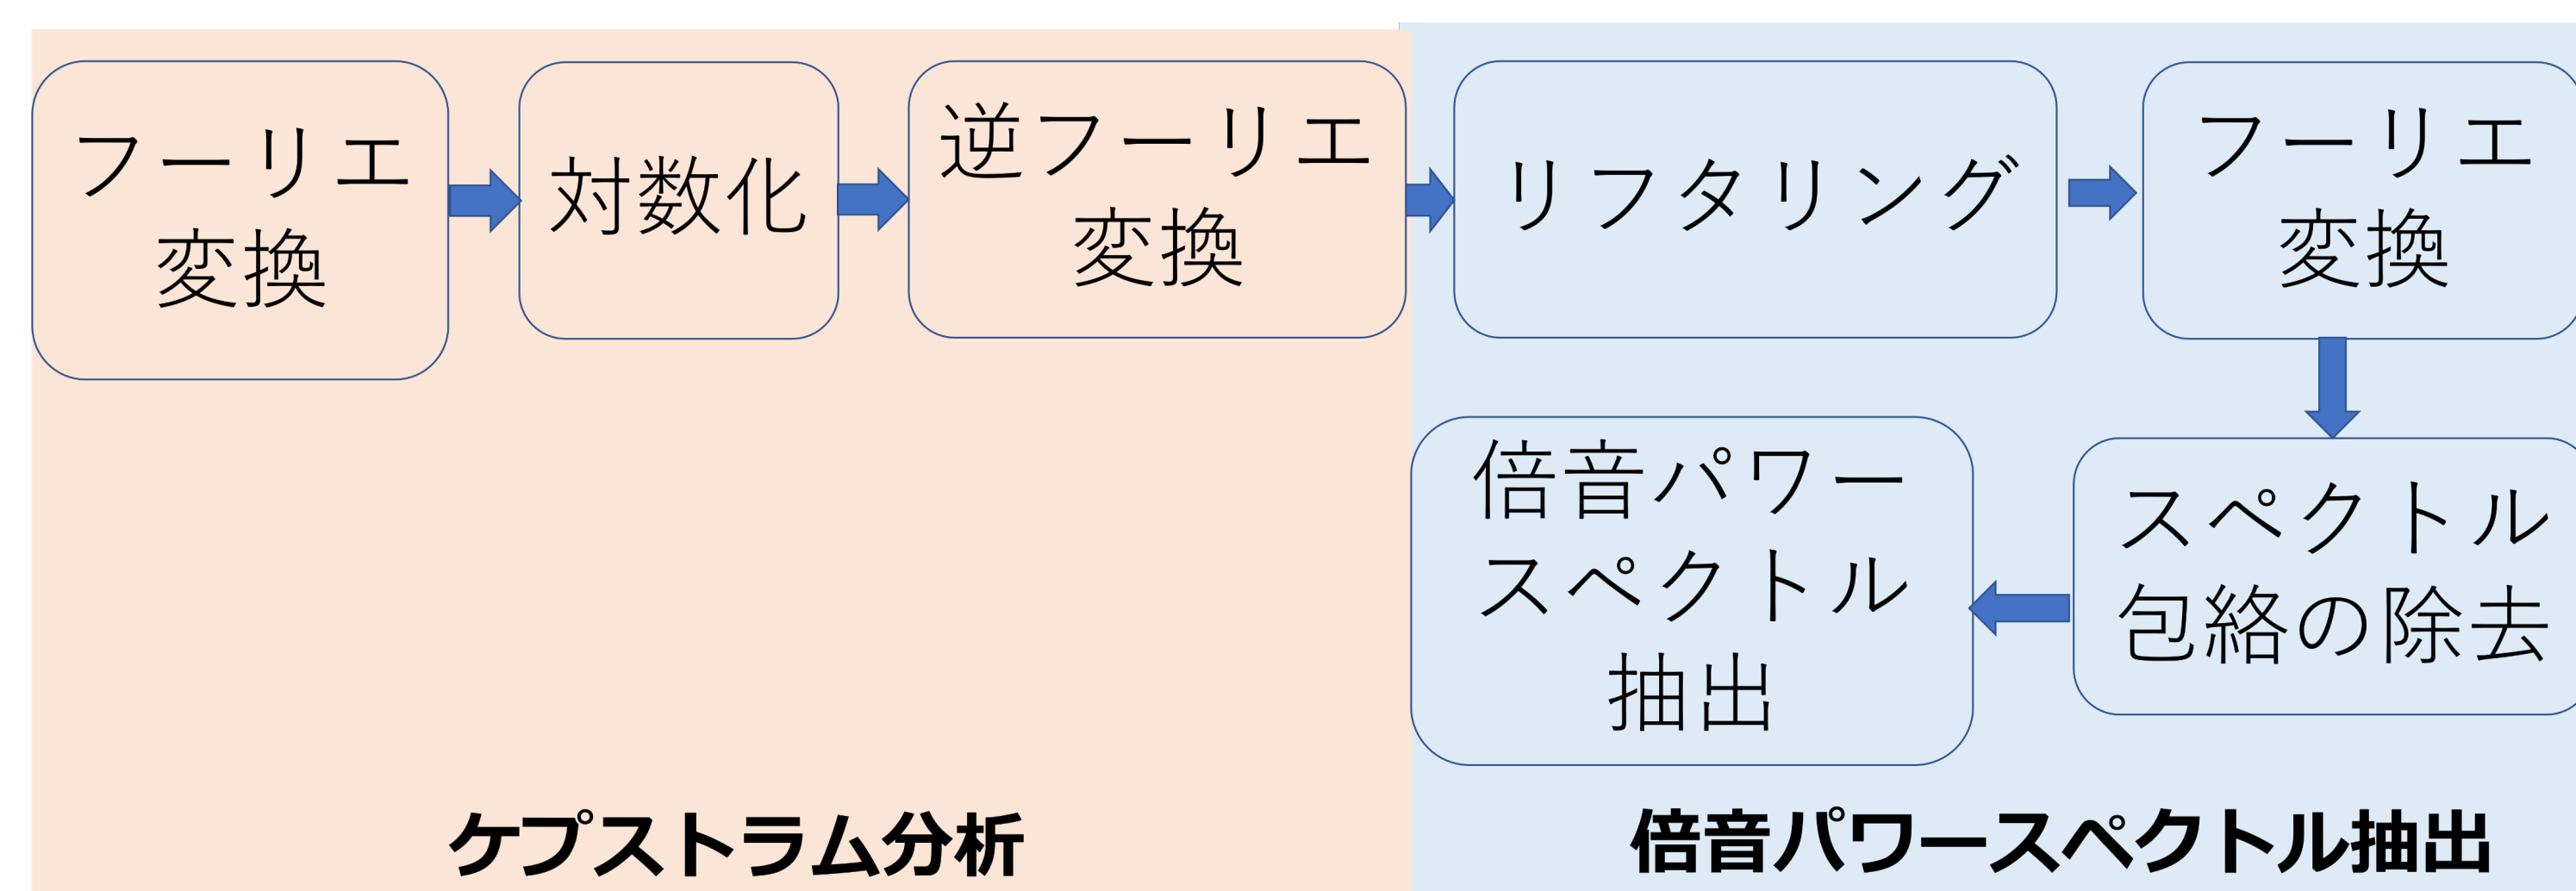 フーリエ
変換
対数化
逆フーリエ
変換
リフタリング
フーリエ
変換
スペクトル
包絡の除去
倍音パワー
スペクトル
抽出
ケプストラム分析
倍音パワースペクトル抽出